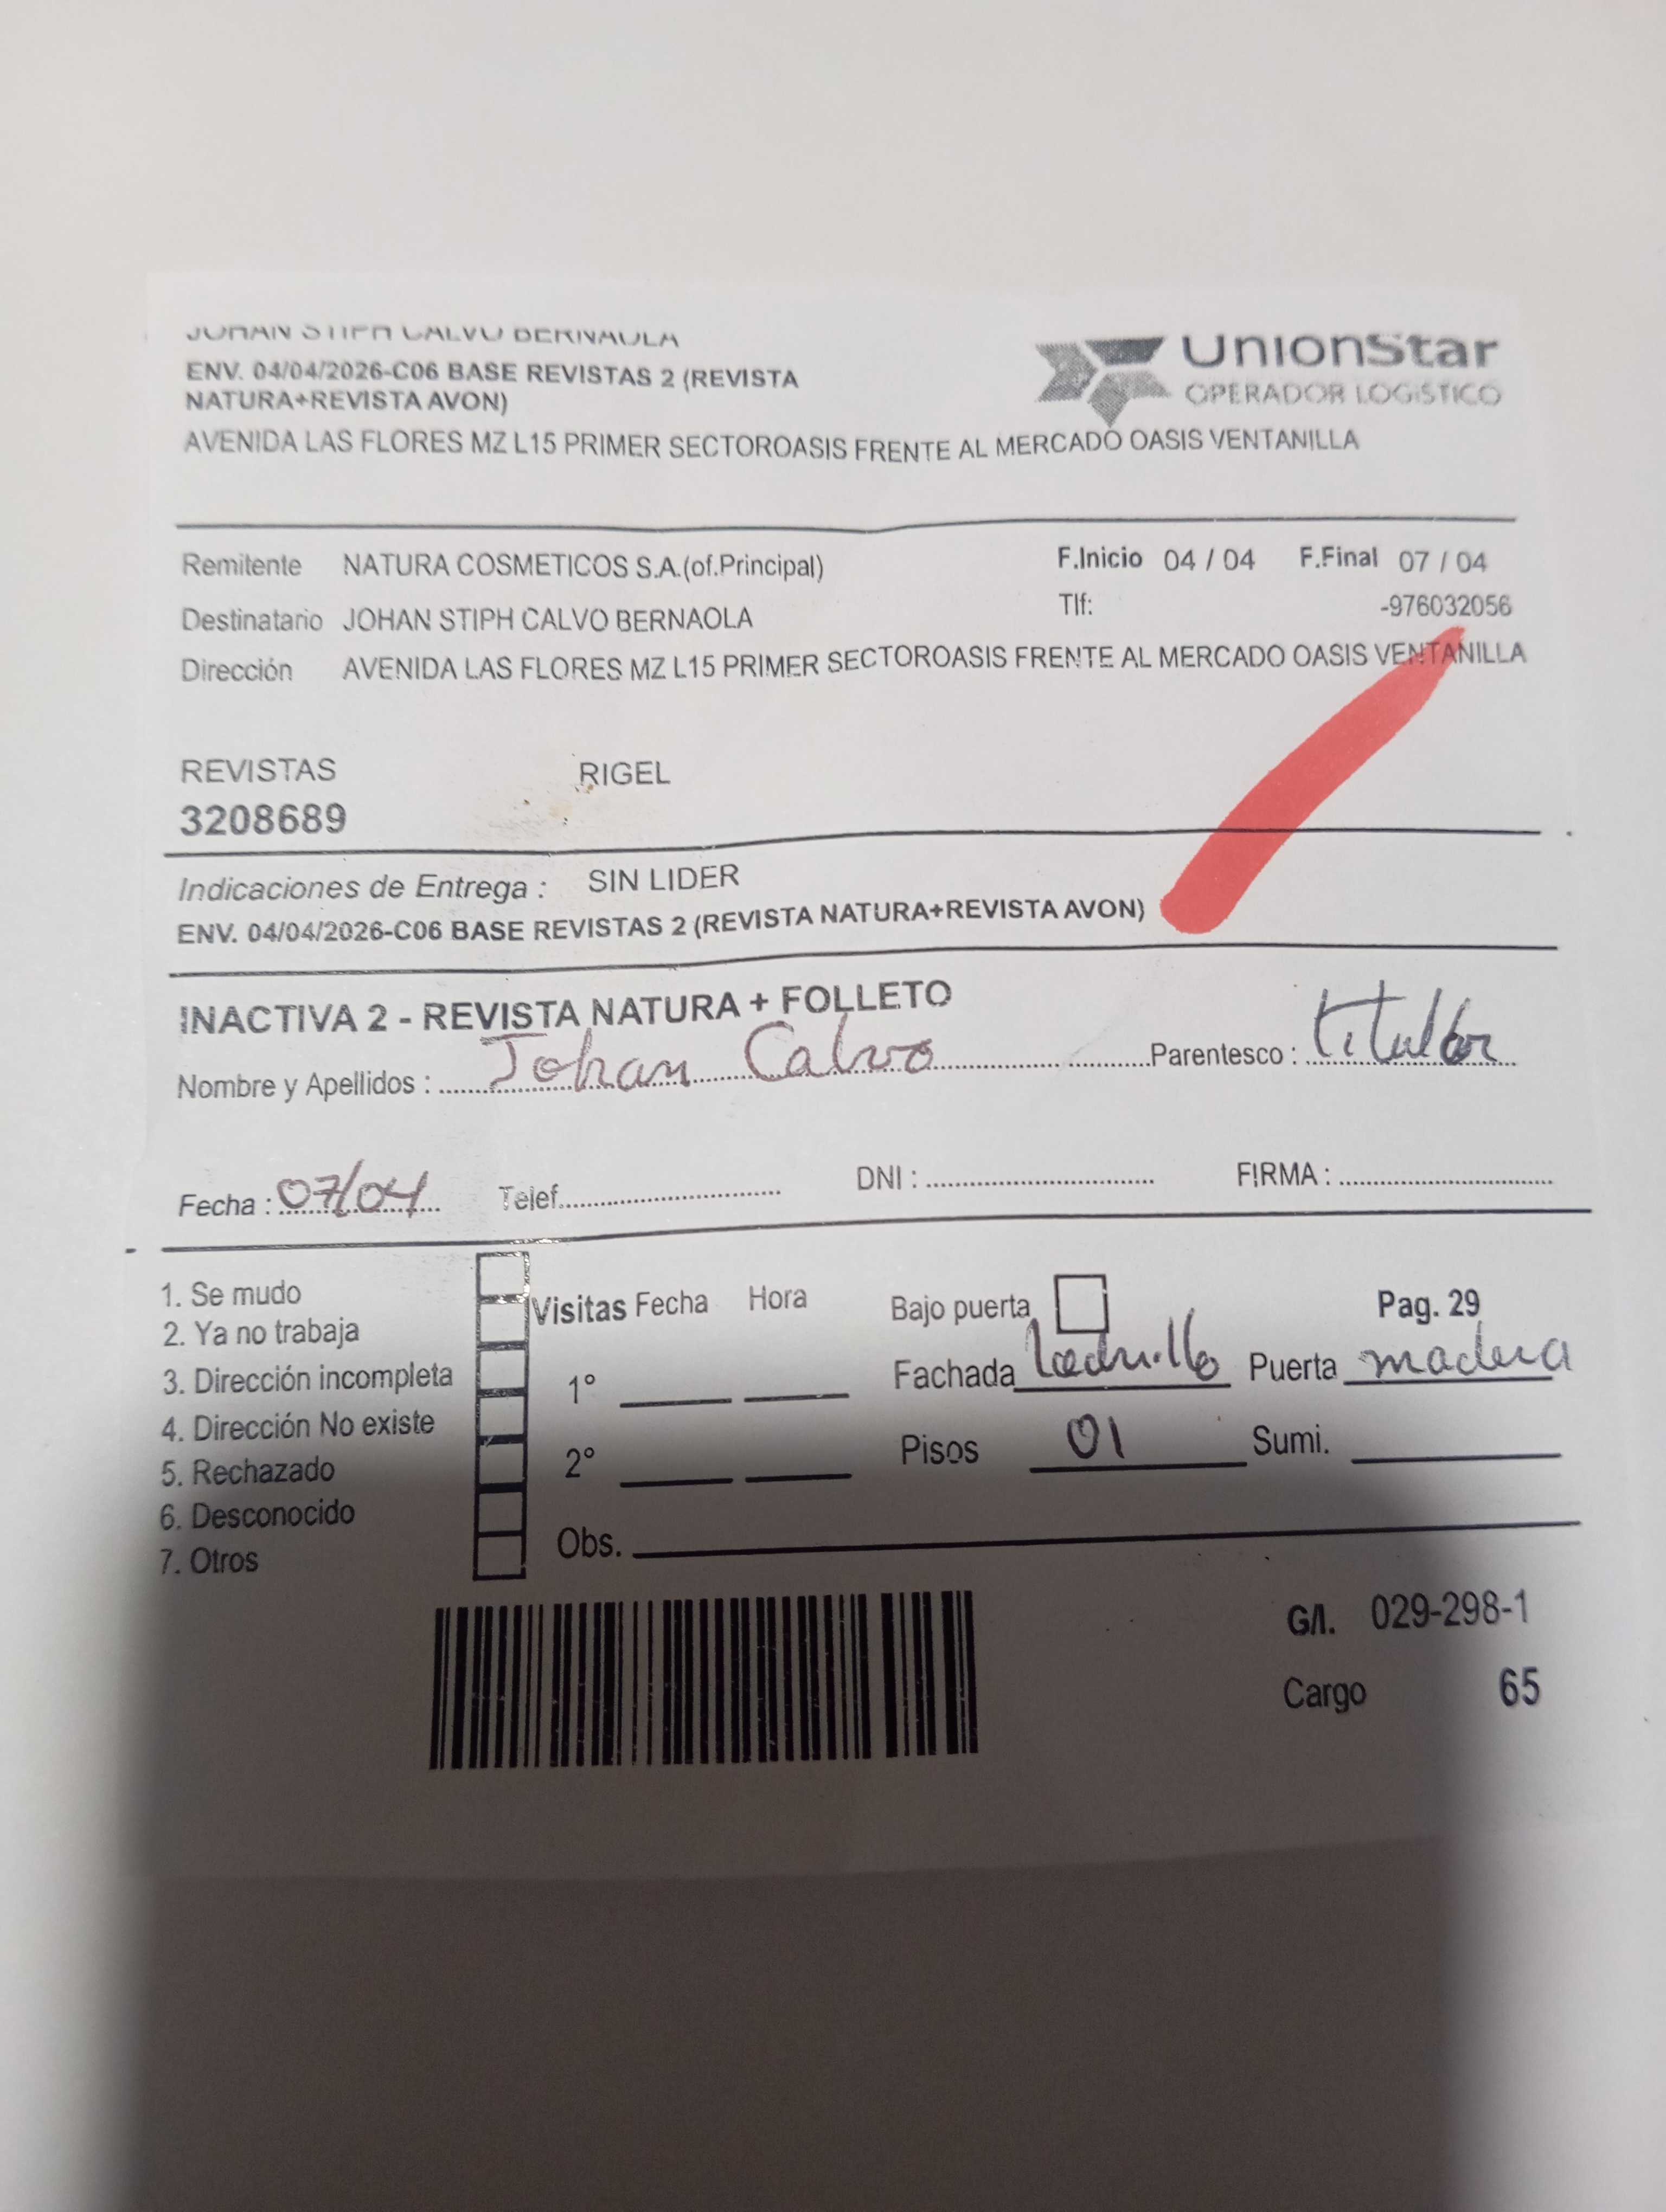 JOHAN STIPH CALVO BERNAOLA
ENV. 04/04/2026-C06 BASE REVISTAS 2 (REVISTA
NATURA+REVISTA AVON)
UnionStar
OPERADOR LOGíSTICO
AVENIDA LAS FLORES MZ L15 PRIMER SECTOROASIS FRENTE AL MERCADO OASIS VENTANILLA
Remitente NATURA COSMETICOS S.A.(of.Principal) F.Inicio 04 / 04 F.Final 07 / 04
Destinatario JOHAN STIPH CALVO BERNAOLA Tlf: -976032056
Dirección AVENIDA LAS FLORES MZ L15 PRIMER SECTOROASIS FRENTE AL MERCADO OASIS VENTANILLA
REVISTAS RIGEL
3208689
Indicaciones de Entrega : SIN LIDER
ENV. 04/04/2026-C06 BASE REVISTAS 2 (REVISTA NATURA+REVISTA AVON)
INACTIVA 2 - REVISTA NATURA + FOLLETO
Nombre y Apellidos : Johan Calvo Parentesco : titular
Fecha : 07/04 Telef. DNI : FIRMA :
1. Se mudo
2. Ya no trabaja
3. Dirección incompleta
4. Dirección No existe
5. Rechazado
6. Desconocido
7. Otros
Visitas Fecha Hora
1°
2°
Obs.
Bajo puerta Pag. 29
Fachada Ladrillo Puerta madera
Pisos 01 Sumi.
G/I. 029-298-1
Cargo 65